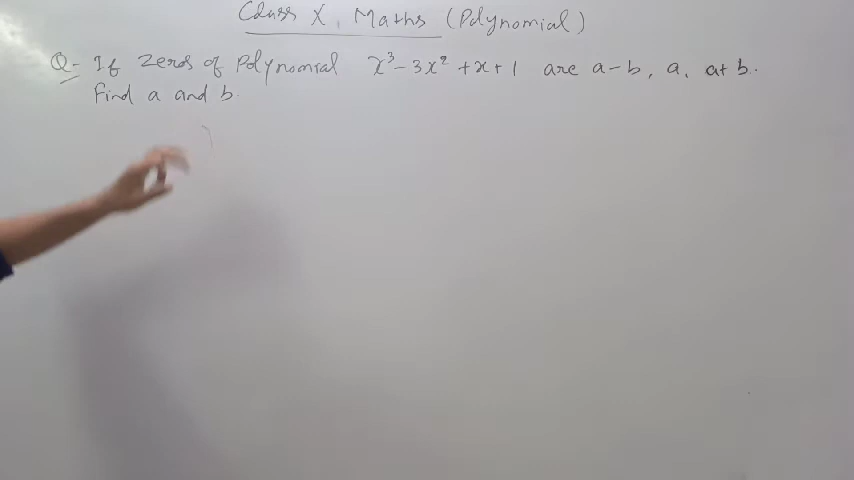 Class X, Maths (Polynomial)
Q- If Zeros of Polynomial x³-3x²+x+1 are a-b, a, a+b.
Find a and b.